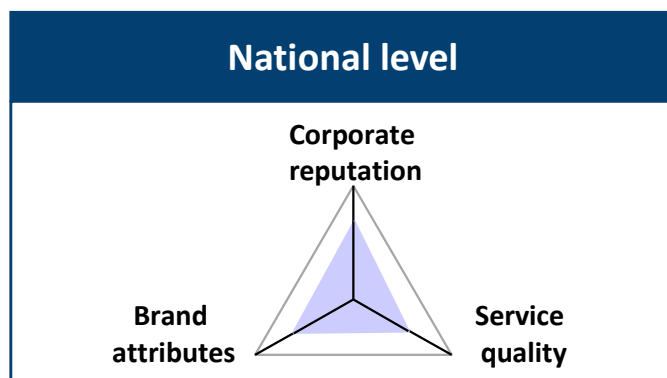 National level
Corporate
reputation
Brand
attributes
Service
quality